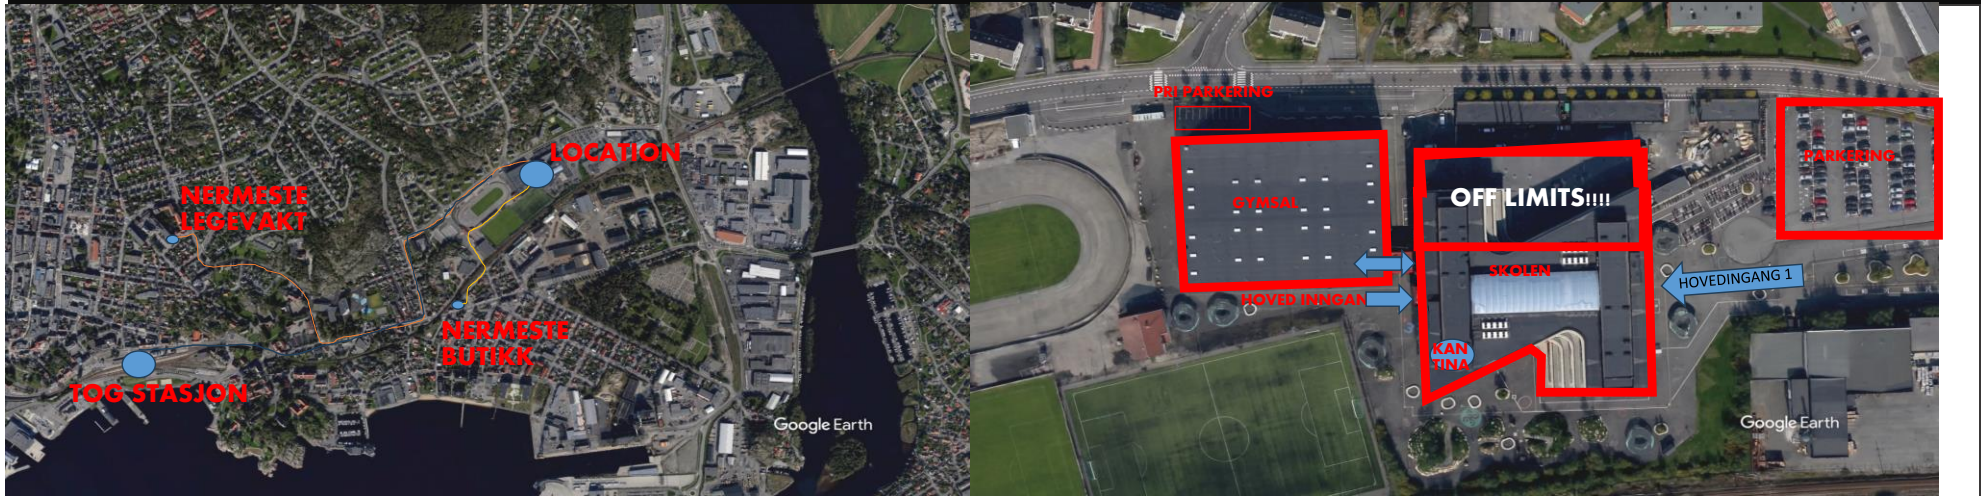 LOCATION
NERMESTE
LEGEVAKT
NERMESTE
BUTIKK
TOG STASJON
Google Earth
PRI PARKERING
PARKERING
OFF LIMITS!!!!
GYMSAL
SKOLEN
HOVEDINGANG 1
HOVED INNGAN
KAN
TINA
Google Earth